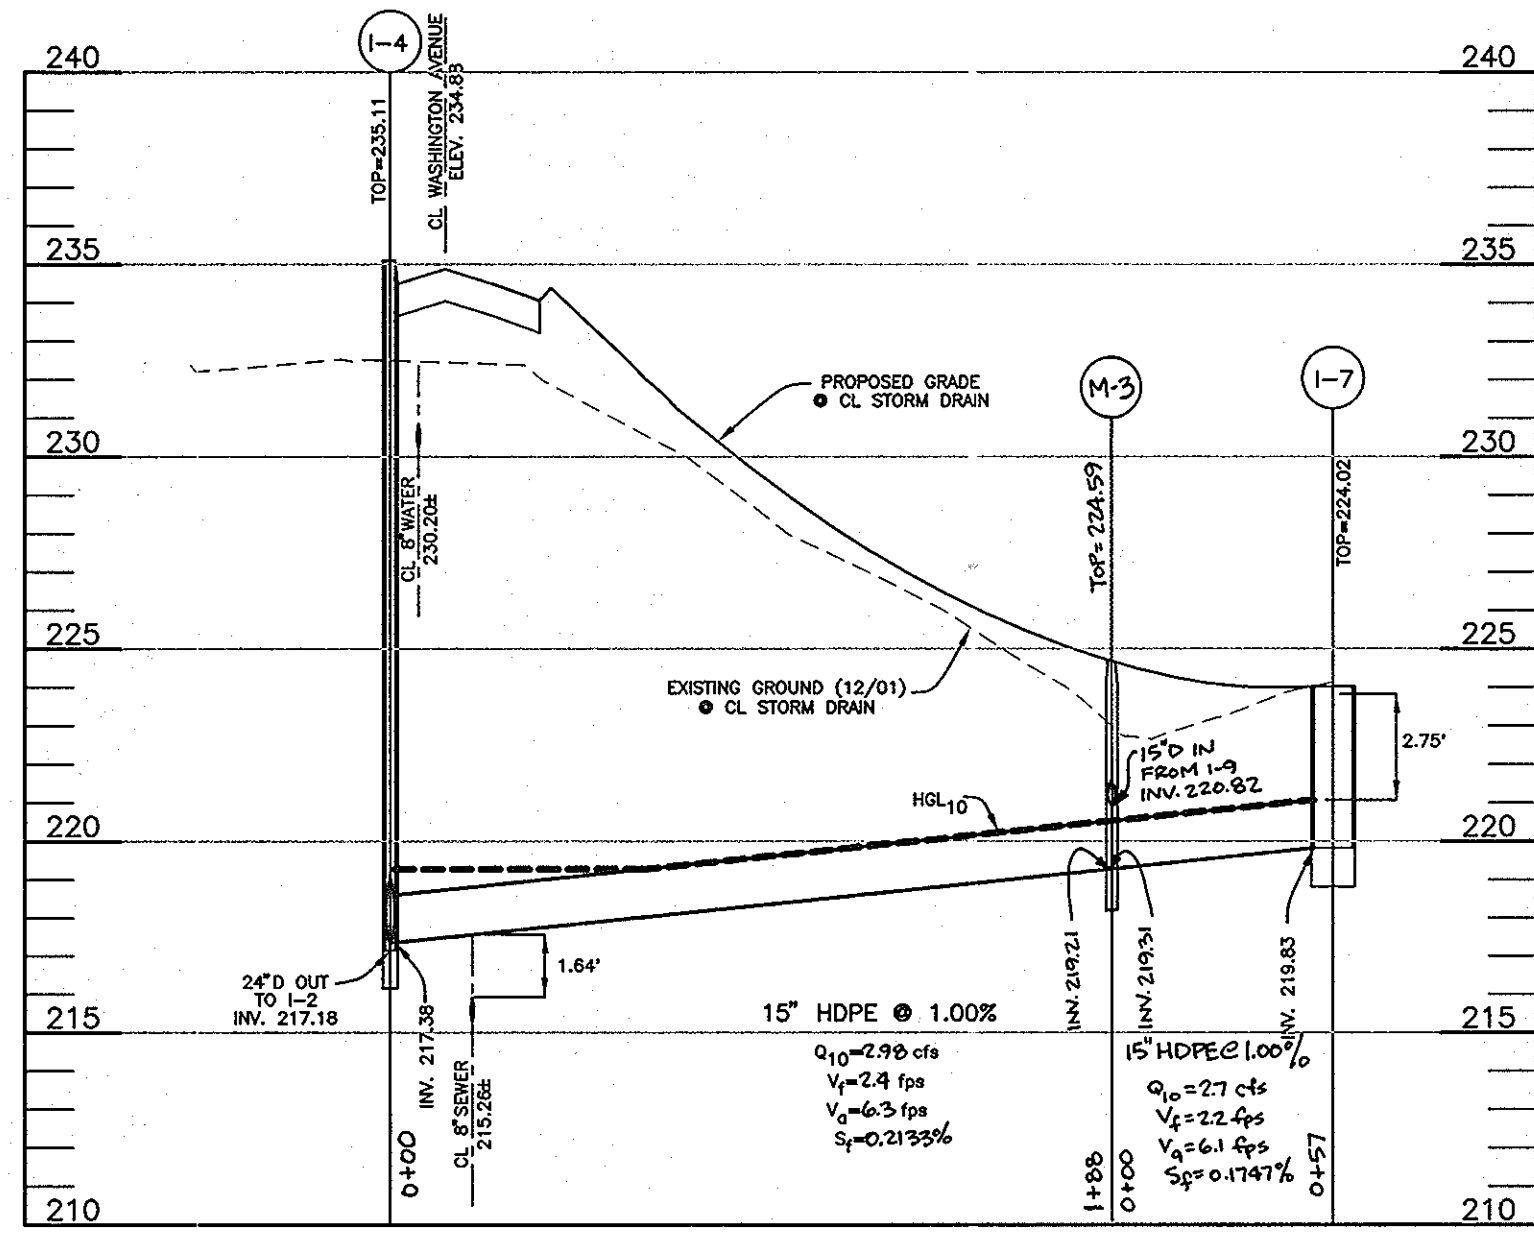 I-4
CL WASHINGTON AVENUE
ELEV. 234.88
TOP=235.11
240
240
235
235
230
230
225
225
220
220
215
215
210
210
PROPOSED GRADE
@ CL STORM DRAIN
M-3
I-7
TOP=224.59
TOP=224.02
CL 8" WATER
230.20±
EXISTING GROUND (12/01)
@ CL STORM DRAIN
2.75'
15"D IN
FROM I-9
INV. 220.82
HGL10
24"D OUT
TO I-2
INV. 217.18
INV. 217.38
1.64'
CL 8" SEWER
215.26±
15" HDPE @ 1.00%
Q10=2.98 cfs
Vf=2.4 fps
Va=6.3 fps
Sf=0.2133%
INV. 219.21
INV. 219.31
INV. 219.83
15" HDPE @ 1.00%
Q10=2.7 cfs
Vf=2.2 fps
Va=6.1 fps
Sf=0.1747%
0+00
1+88
0+00
0+57